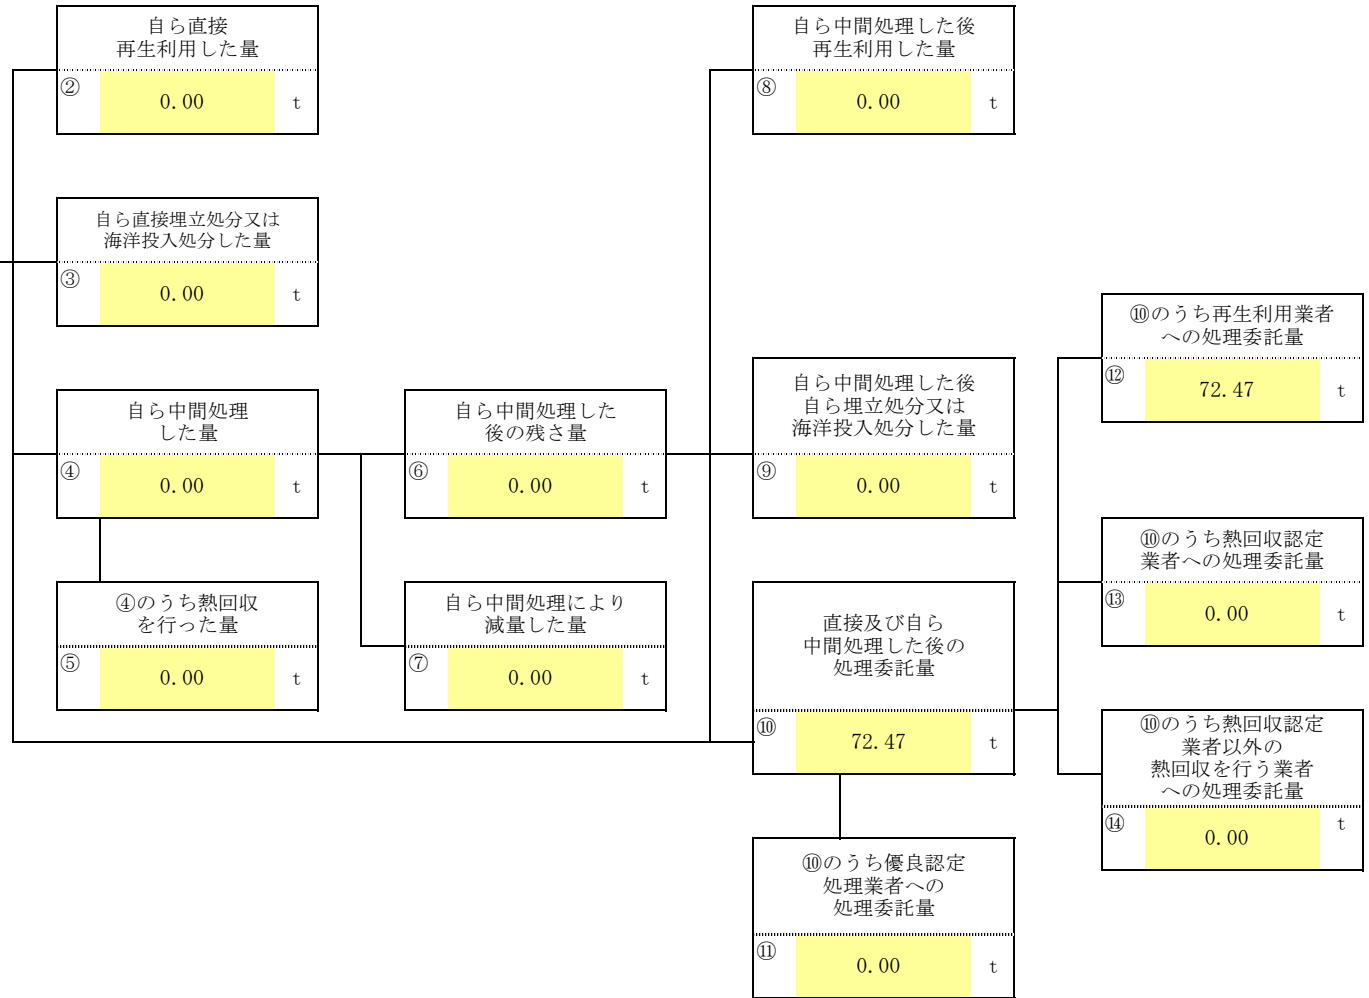 自ら直接
再生利用した量
②
0.00
t
自ら中間処理した後
再生利用した量
⑧
0.00
t
自ら直接埋立処分又は
海洋投入処分した量
③
0.00
t
⑩のうち再生利用業者
への処理委託量
⑫
72.47
t
自ら中間処理
した量
④
0.00
t
自ら中間処理した
後の残さ量
⑥
0.00
t
自ら中間処理した後
自ら埋立処分又は
海洋投入処分した量
⑨
0.00
t
⑩のうち熱回収認定
業者への処理委託量
⑬
0.00
t
④のうち熱回収
を行った量
⑤
0.00
t
自ら中間処理により
減量した量
⑦
0.00
t
直接及び自ら
中間処理した後の
処理委託量
⑩
72.47
t
⑩のうち熱回収認定
業者以外の
熱回収を行う業者
への処理委託量
⑭
0.00
t
⑩のうち優良認定
処理業者への
処理委託量
⑪
0.00
t